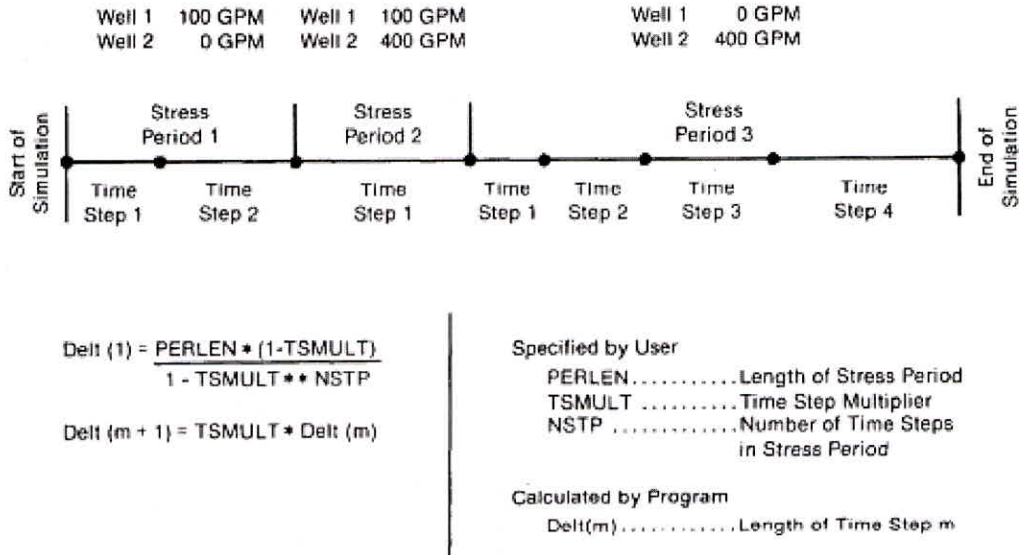 Well 1 100 GPM Well 1 100 GPM Well 1 0 GPM
Well 2 0 GPM Well 2 400 GPM Well 2 400 GPM
Start of
Simulation
Stress
Period 1
Stress
Period 2
Stress
Period 3
End of
Simulation
Time
Step 1
Time
Step 2
Time
Step 1
Time
Step 1
Time
Step 2
Time
Step 3
Time
Step 4
Delt (1) = PERLEN * (1-TSMULT)
1 - TSMULT ** NSTP
Delt (m + 1) = TSMULT * Delt (m)
Specified by User
PERLEN...........Length of Stress Period
TSMULT ..........Time Step Multiplier
NSTP .............Number of Time Steps
in Stress Period
Calculated by Program
Delt(m)............Length of Time Step m